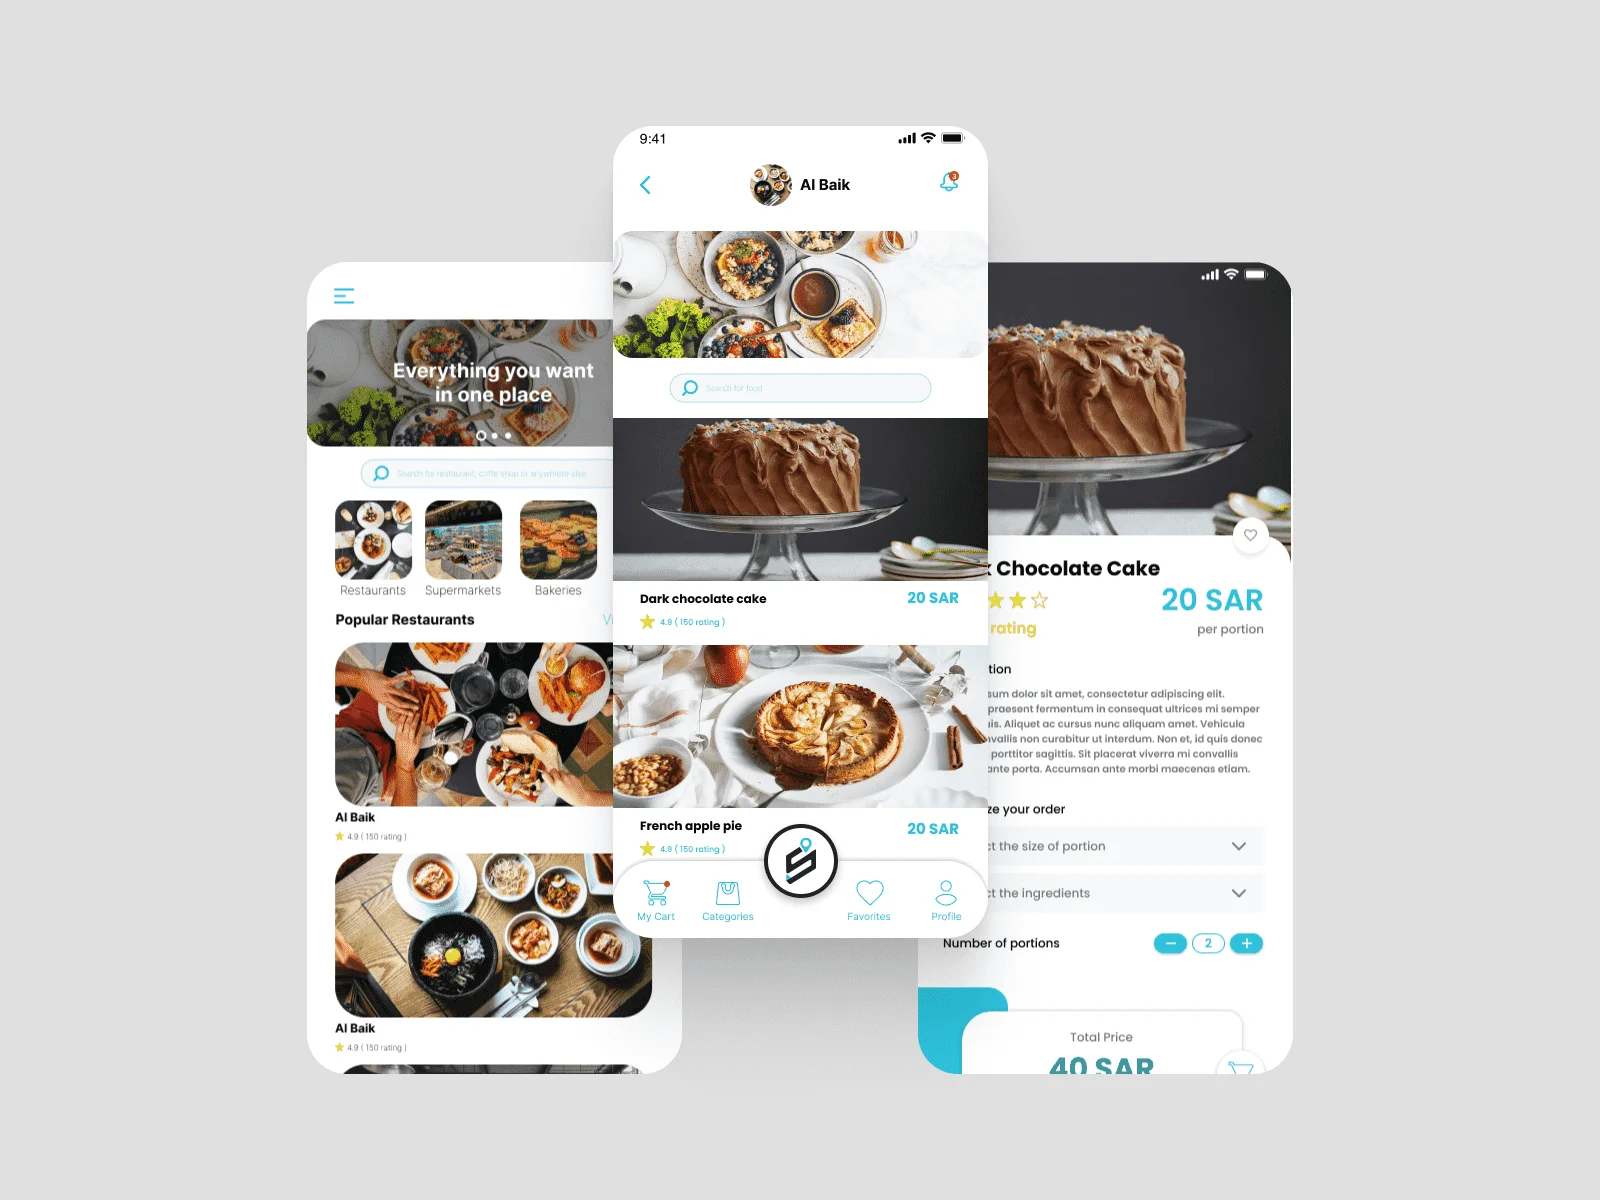 Everything you want
in one place
Search for restaurant, coffe shop or anywhere else
Restaurants
Supermarkets
Bakeries
Popular Restaurants
Al Baik
4.9 ( 150 rating )
Al Baik
4.9 ( 150 rating )
9:41
Al Baik
3
Search for food
Dark chocolate cake
20 SAR
4.9 ( 150 rating )
French apple pie
20 SAR
4.9 ( 150 rating )
My Cart
Categories
Favorites
Profile
Chocolate Cake
20 SAR
rating
per portion
tion
sum dolor sit amet, consectetur adipiscing elit.
praesent fermentum in consequat ultrices mi semper
uis. Aliquet ac cursus nunc aliquam amet. Vehicula
nvallis non curabitur ut interdum. Non et, id quis donec
porttitor sagittis. Sit placerat viverra mi convallis
ante porta. Accumsan ante morbi maecenas etiam.
ze your order
ct the size of portion
ct the ingredients
Number of portions
2
Total Price
40 SAR